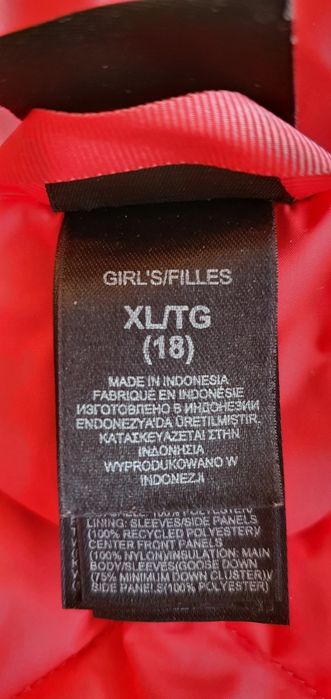 GIRL'S/FILLES
XL/TG
(18)
MADE IN INDONESIA
FABRIQUÉ EN INDONÉSIE
ИЗГОТОВЛЕНО В ИНДОНЕЗИИ
ENDONEZYA'DA ÜRETILMIŞTIR.
ΚΑΤΑΣΚΕΥΑΖΕΤΑΙ ΣΤΗΝ
ΙΝΔΟΝΗΣΙΑ
WYPRODUKOWANO W
INDONEZJI
100% POLYESTER/
LINING: SLEEVES/SIDE PANELS
(100% RECYCLED POLYESTER)/
CENTER FRONT PANELS
(100% NYLON)/INSULATION: MAIN
BODY/SLEEVES(GOOSE DOWN
(75% MINIMUM DOWN CLUSTER)/
SIDE PANELS(100% POLYESTER)